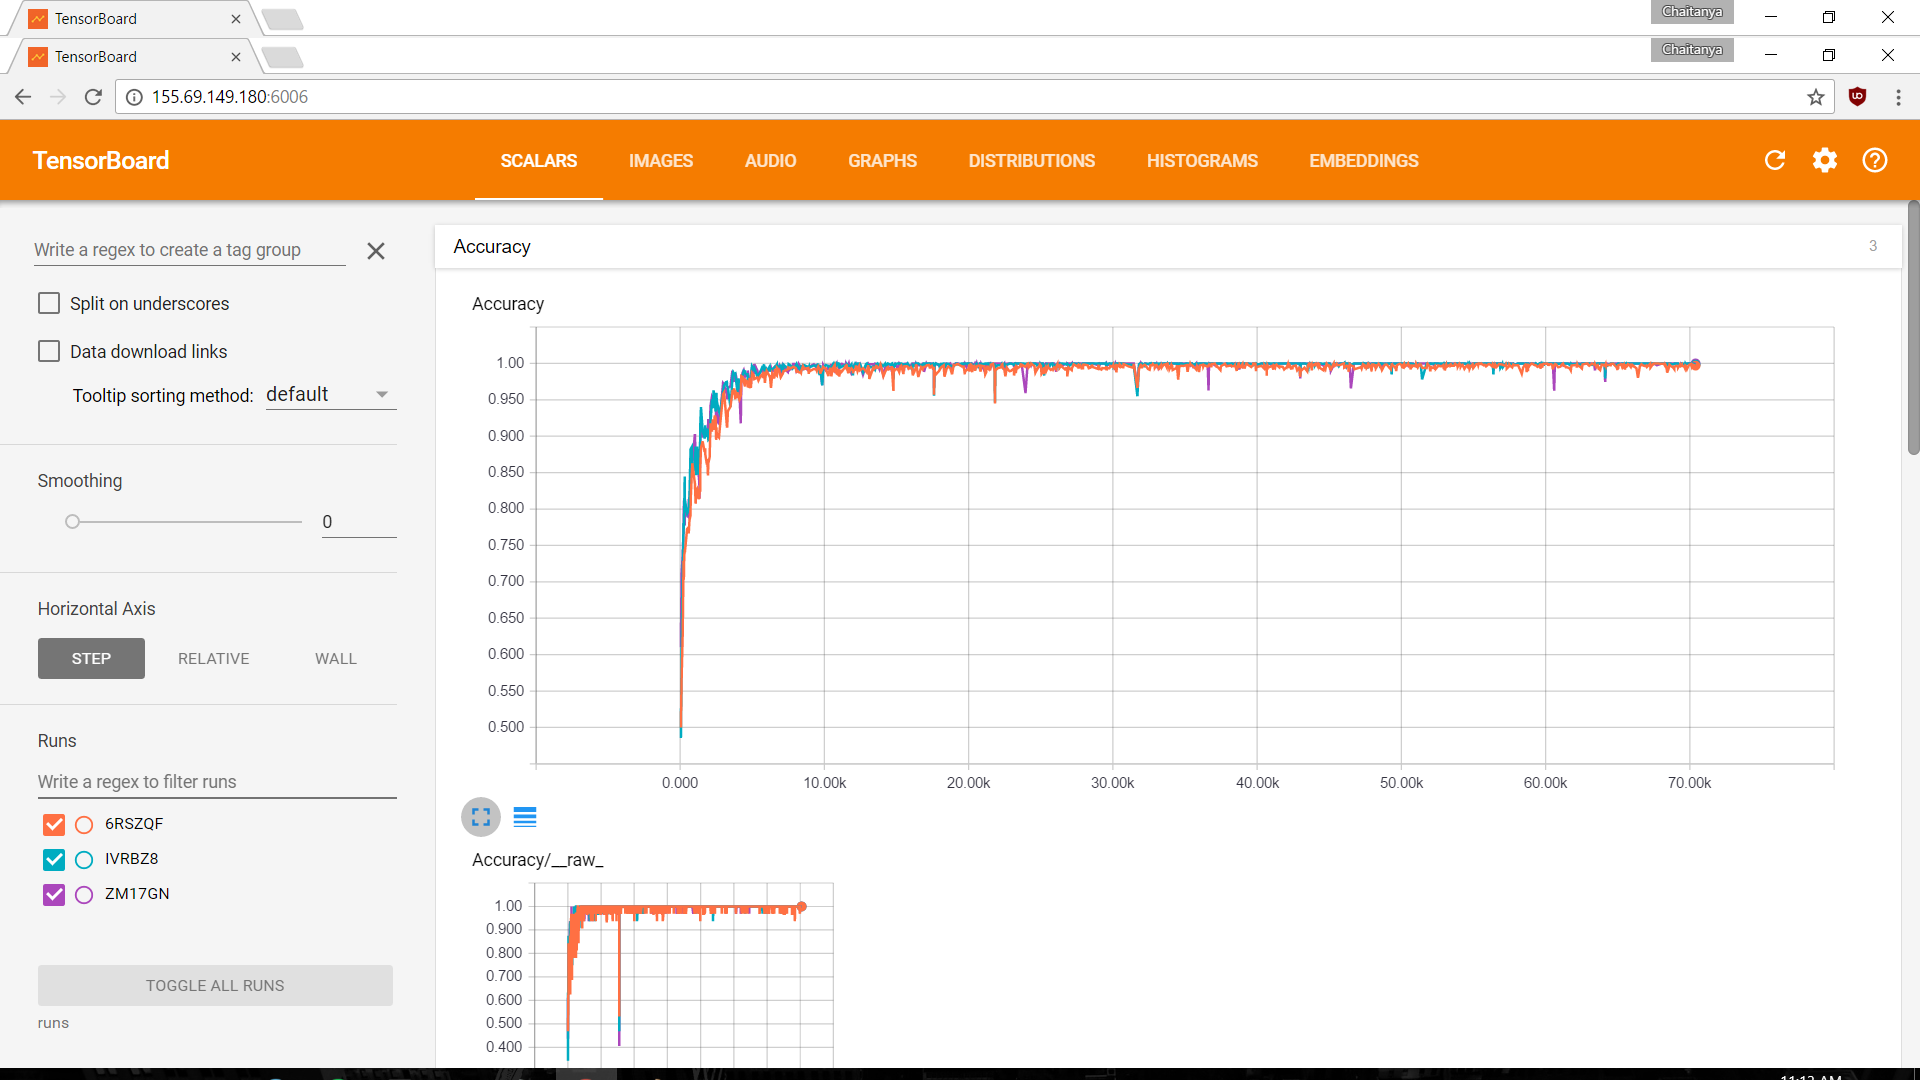 TensorBoard
Chaitanya
TensorBoard
Chaitanya
155.69.149.180:6006
TensorBoard
SCALARS
IMAGES
AUDIO
GRAPHS
DISTRIBUTIONS
HISTOGRAMS
EMBEDDINGS
Write a regex to create a tag group
Split on underscores
Data download links
Tooltip sorting method: default
Smoothing
0
Horizontal Axis
STEP
RELATIVE
WALL
Runs
Write a regex to filter runs
6RSZQF
IVRBZ8
ZM17GN
TOGGLE ALL RUNS
runs
Accuracy
3
Accuracy
1.00
0.950
0.900
0.850
0.800
0.750
0.700
0.650
0.600
0.550
0.500
0.000
10.00k
20.00k
30.00k
40.00k
50.00k
60.00k
70.00k
Accuracy/__raw_
1.00
0.900
0.800
0.700
0.600
0.500
0.400